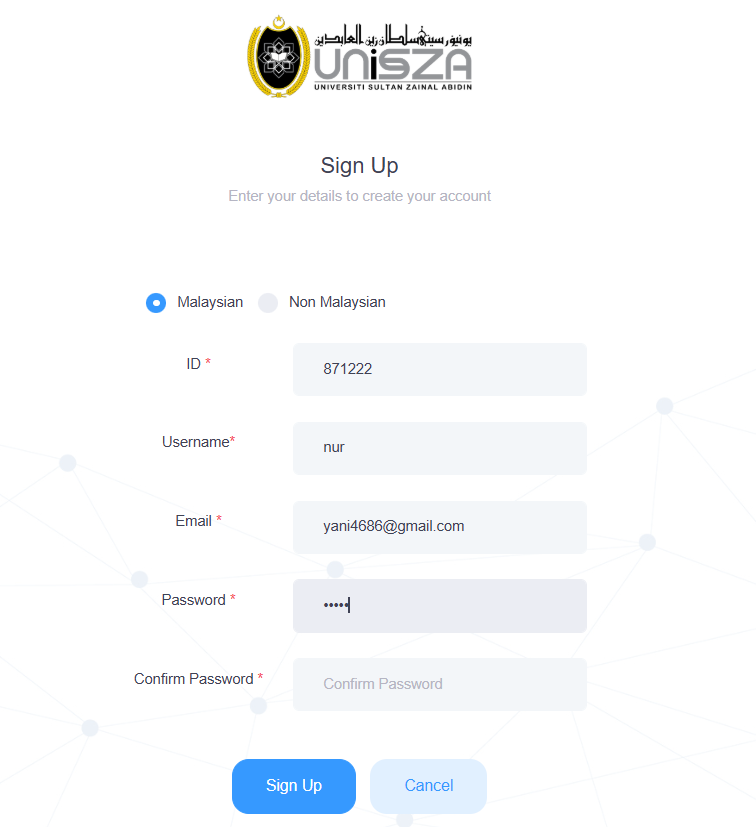 يونيۏرسيتي سلطان زين العابدين
UniSZA
UNIVERSITI SULTAN ZAINAL ABIDIN
Sign Up
Enter your details to create your account
Malaysian Non Malaysian
ID * 871222
Username* nur
Email * yani4686@gmail.com
Password * •••••
Confirm Password * Confirm Password
Sign Up Cancel